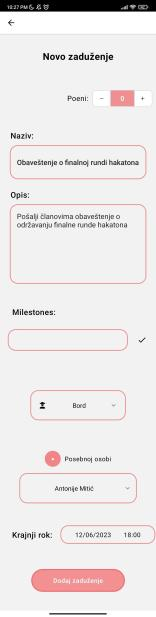 10:27 PM
Novo zaduženje
Poeni: − 0 +
Naziv:
Obaveštenje o finalnoj rundi hakatona
Opis:
Pošalji članovima obaveštenje o
održavanju finalne runde hakatona
Milestones:
Bord
Posebnoj osobi
Antonije Mitić
Krajnji rok: 12/06/2023 18:00
Dodaj zaduženje